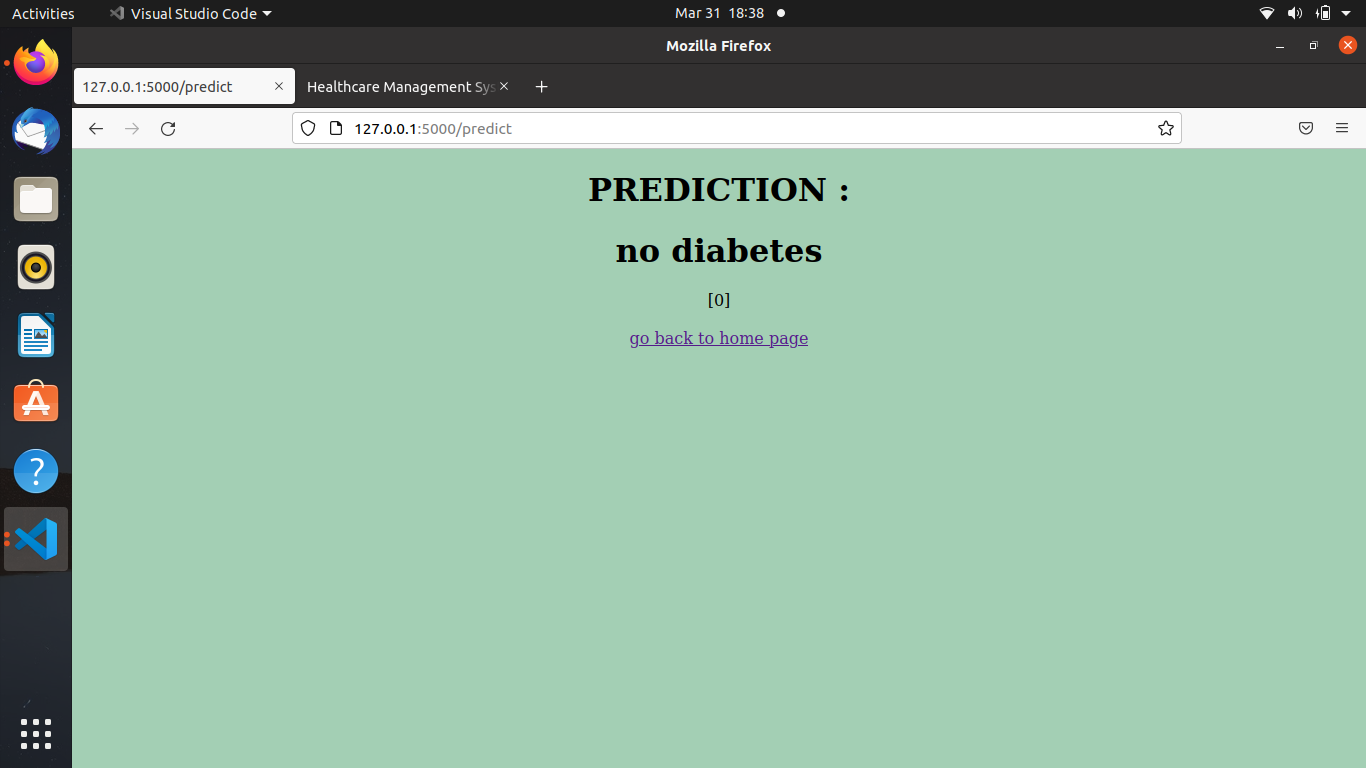 Activities
Visual Studio Code
Mar 31 18:38
Mozilla Firefox
127.0.0.1:5000/predict
Healthcare Management Sys
127.0.0.1:5000/predict
PREDICTION :
no diabetes
[0]
go back to home page